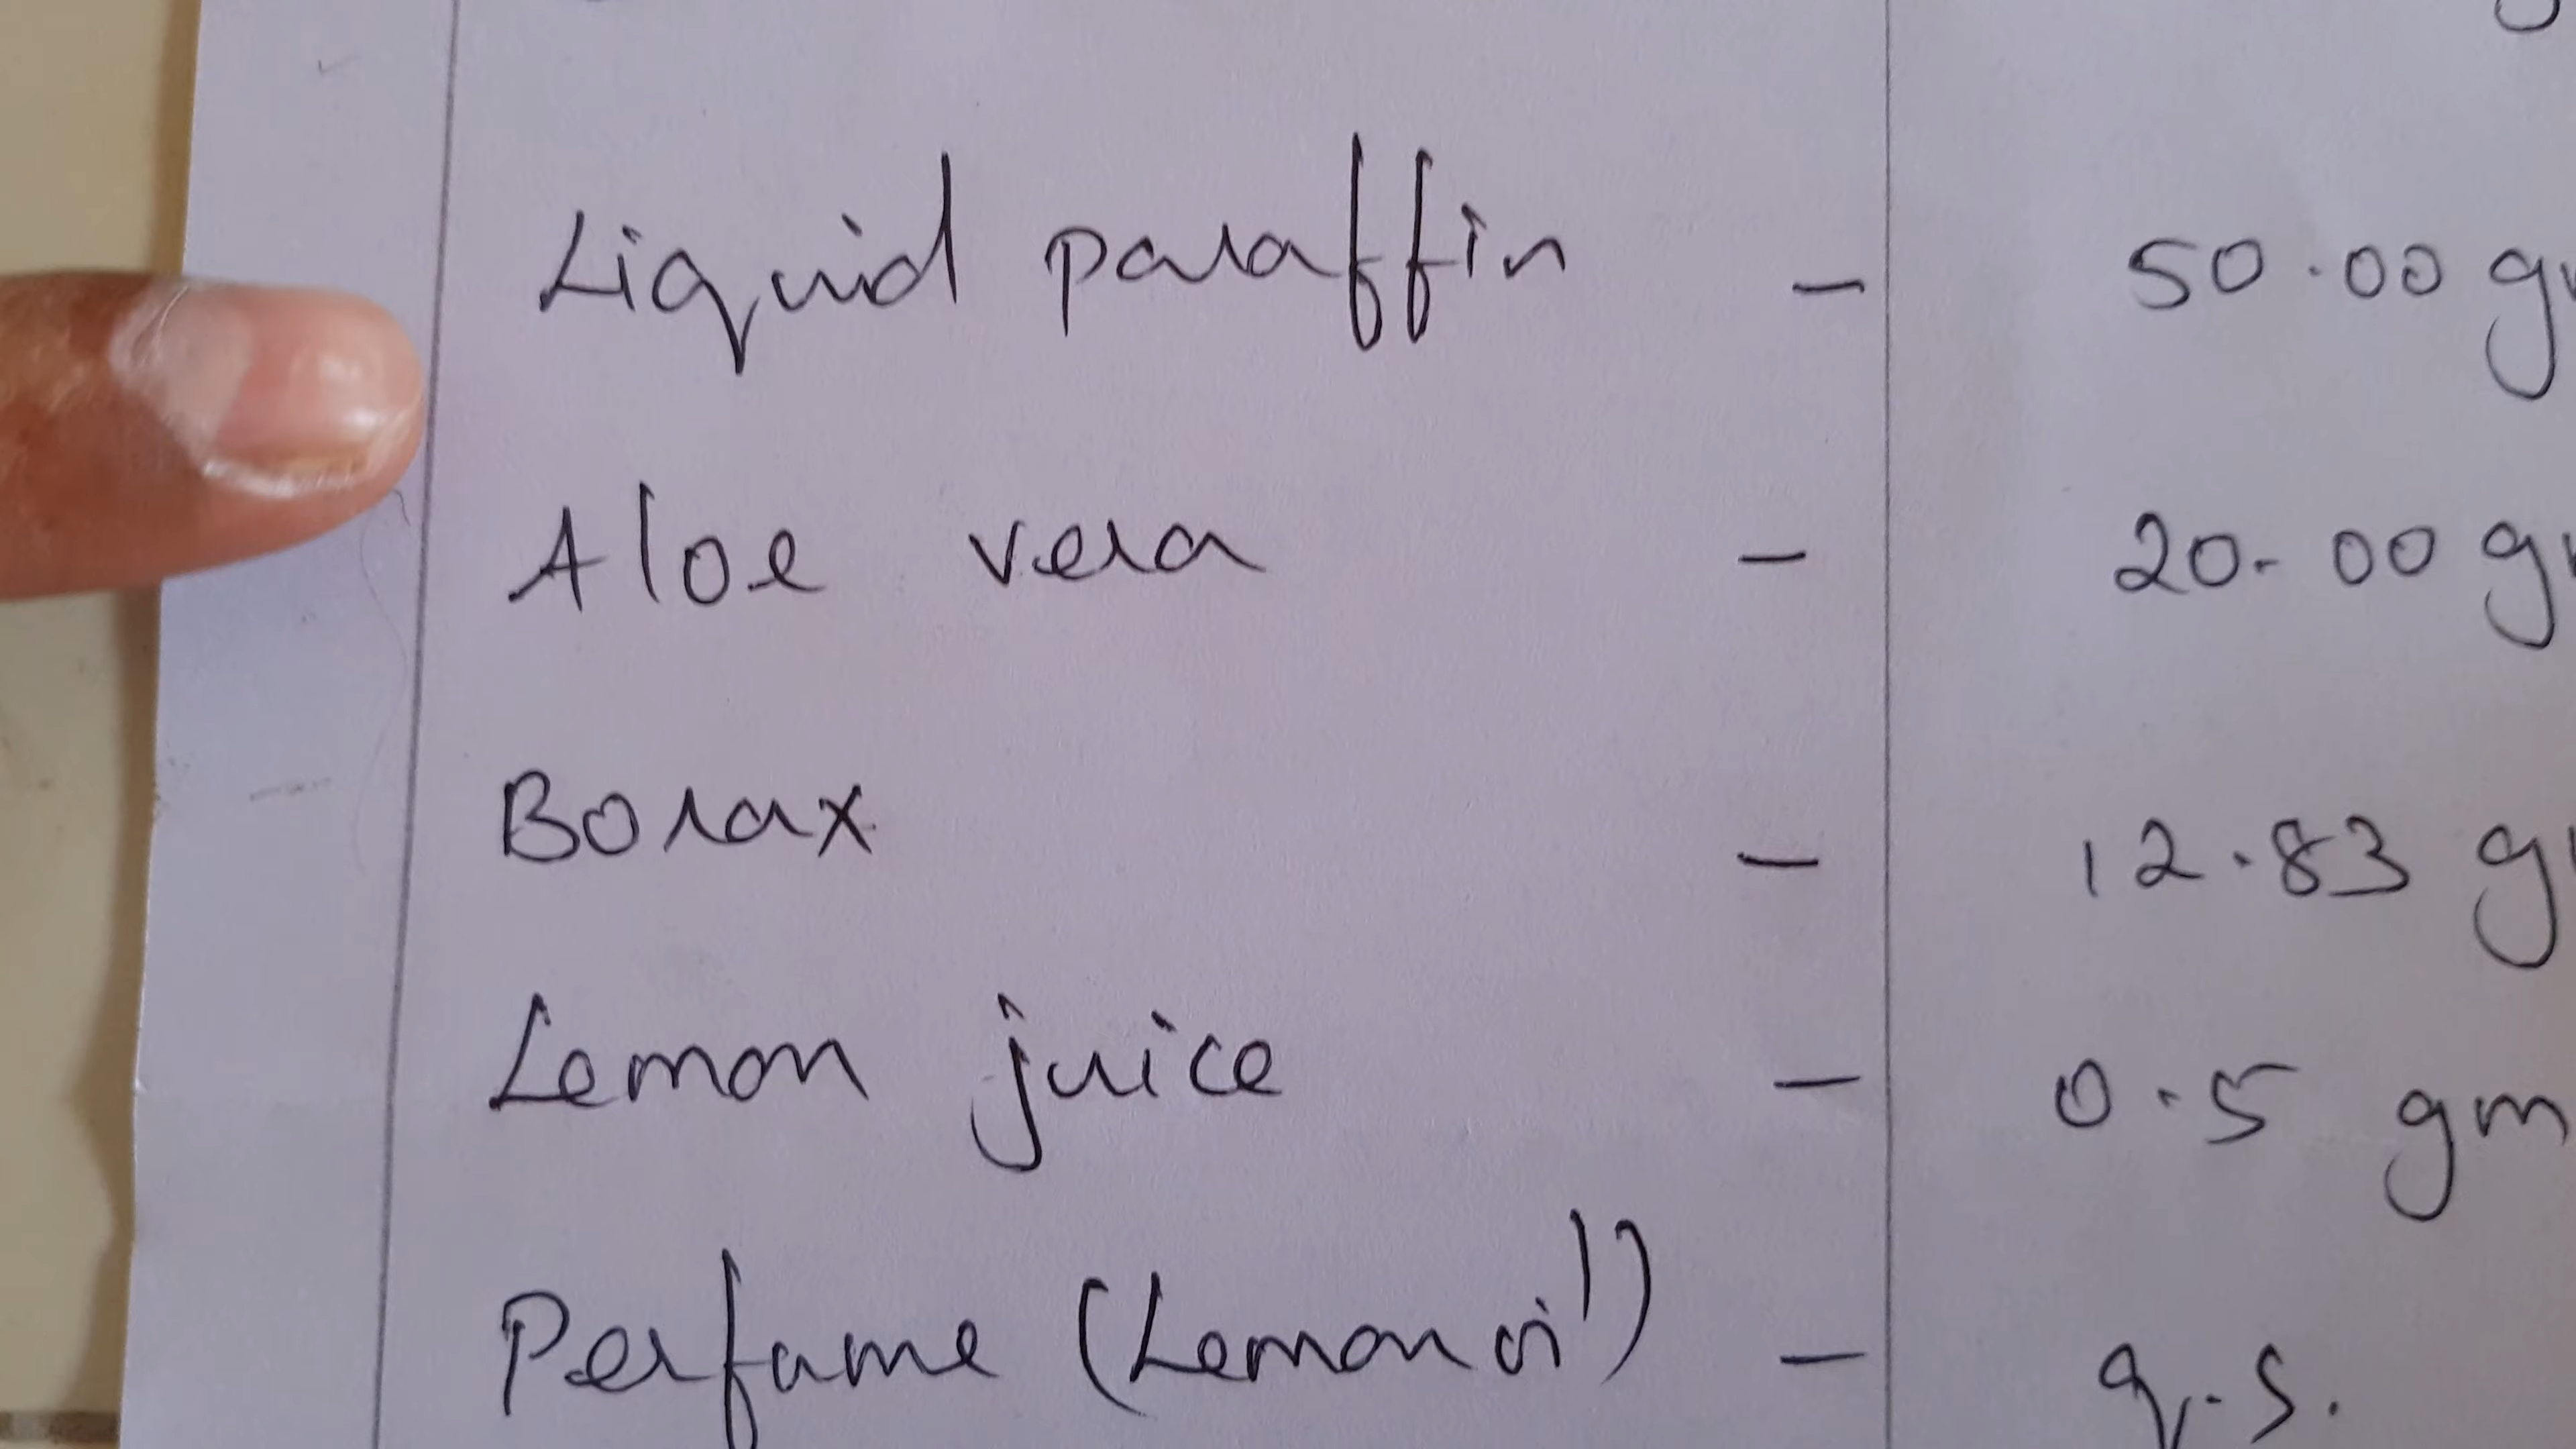 Liquid paraffin - 50.00 g
Aloe vera - 20.00 g
Borax - 12.83 g
Lemon juice - 0.5 gm
Perfume (Lemon oil) - q.s.